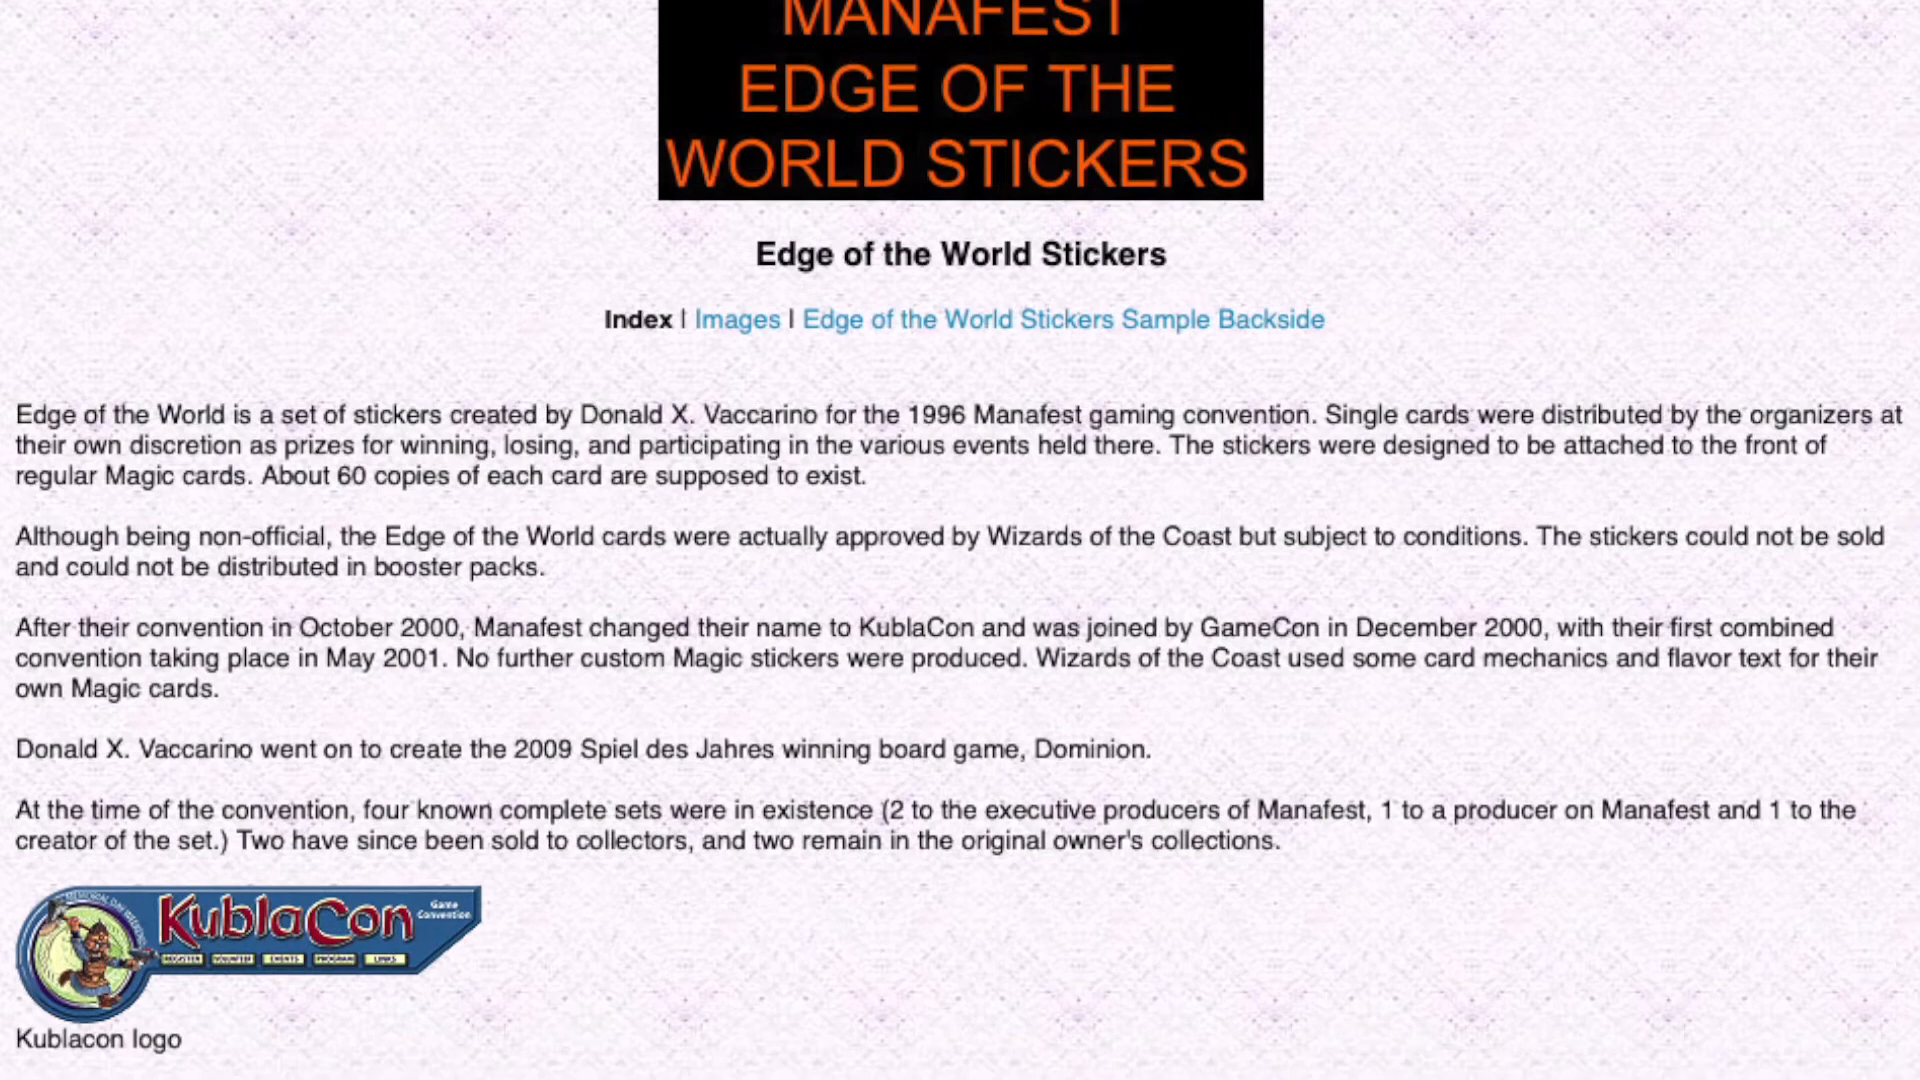 MANAFEST
EDGE OF THE
WORLD STICKERS
Edge of the World Stickers
Index | Images | Edge of the World Stickers Sample Backside
Edge of the World is a set of stickers created by Donald X. Vaccarino for the 1996 Manafest gaming convention. Single cards were distributed by the organizers at
their own discretion as prizes for winning, losing, and participating in the various events held there. The stickers were designed to be attached to the front of
regular Magic cards. About 60 copies of each card are supposed to exist.
Although being non-official, the Edge of the World cards were actually approved by Wizards of the Coast but subject to conditions. The stickers could not be sold
and could not be distributed in booster packs.
After their convention in October 2000, Manafest changed their name to KublaCon and was joined by GameCon in December 2000, with their first combined
convention taking place in May 2001. No further custom Magic stickers were produced. Wizards of the Coast used some card mechanics and flavor text for their
own Magic cards.
Donald X. Vaccarino went on to create the 2009 Spiel des Jahres winning board game, Dominion.
At the time of the convention, four known complete sets were in existence (2 to the executive producers of Manafest, 1 to a producer on Manafest and 1 to the
creator of the set.) Two have since been sold to collectors, and two remain in the original owner's collections.
MEMORIAL DAY WEEKEND
KublaCon
Game
Convention
REGISTER VOLUNTEER EVENTS PROGRAM LINKS
Kublacon logo